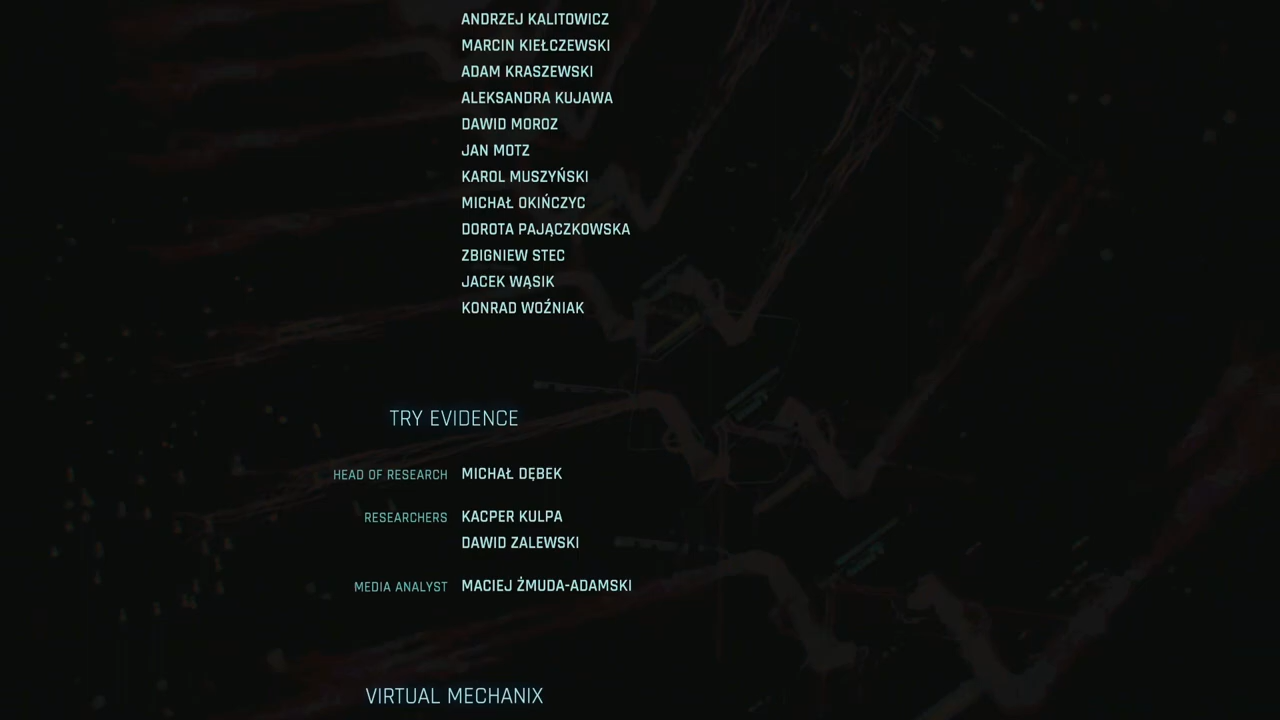 ANDRZEJ KALITOWICZ
MARCIN KIEŁCZEWSKI
ADAM KRASZEWSKI
ALEKSANDRA KUJAWA
DAWID MOROZ
JAN MOTZ
KAROL MUSZYŃSKI
MICHAŁ OKIŃCZYC
DOROTA PAJĄCZKOWSKA
ZBIGNIEW STEC
JACEK WĄSIK
KONRAD WOŹNIAK
TRY EVIDENCE
HEAD OF RESEARCH MICHAŁ DĘBEK
RESEARCHERS KACPER KULPA
DAWID ZALEWSKI
MEDIA ANALYST MACIEJ ŻMUDA-ADAMSKI
VIRTUAL MECHANIX